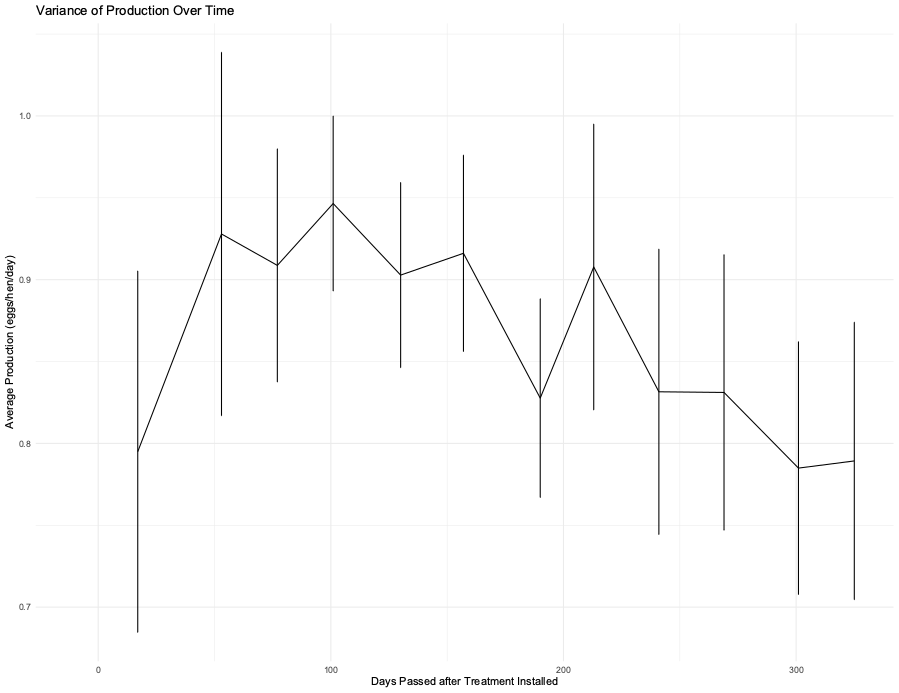 Variance of Production Over Time
1.0
0.9
0.8
0.7
Average Production (eggs/hen/day)
0 100 200 300
Days Passed after Treatment Installed